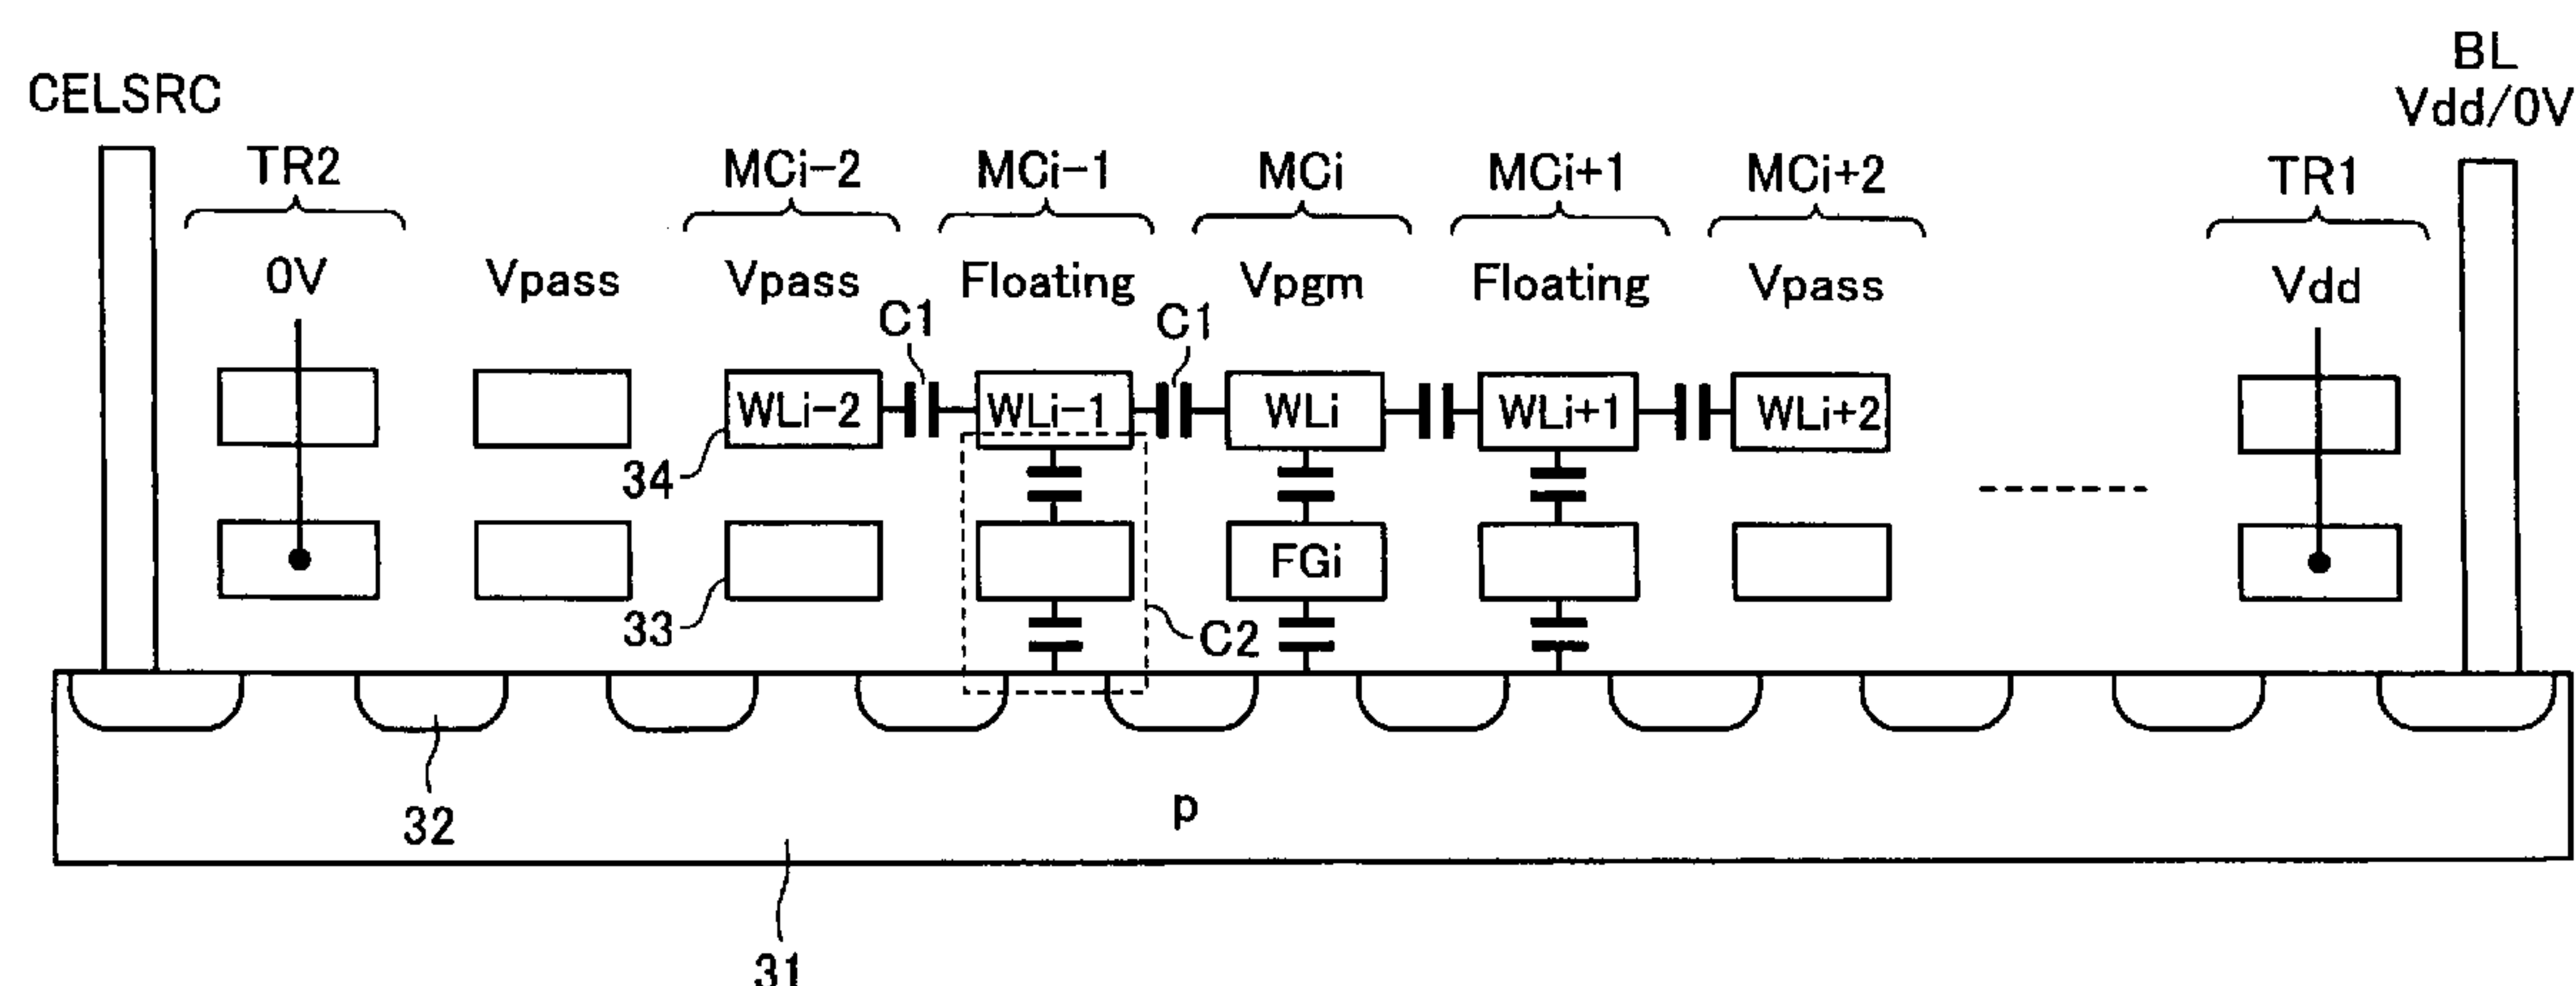 CELSRC
BL
Vdd/0V
TR2
MCi-2
MCi-1
MCi
MCi+1
MCi+2
TR1
0V
Vpass
Vpass
Floating
Vpgm
Floating
Vpass
Vdd
C1
C1
WLi-2
WLi-1
WLi
WLi+1
WLi+2
34
FGi
33
C2
32
p
31